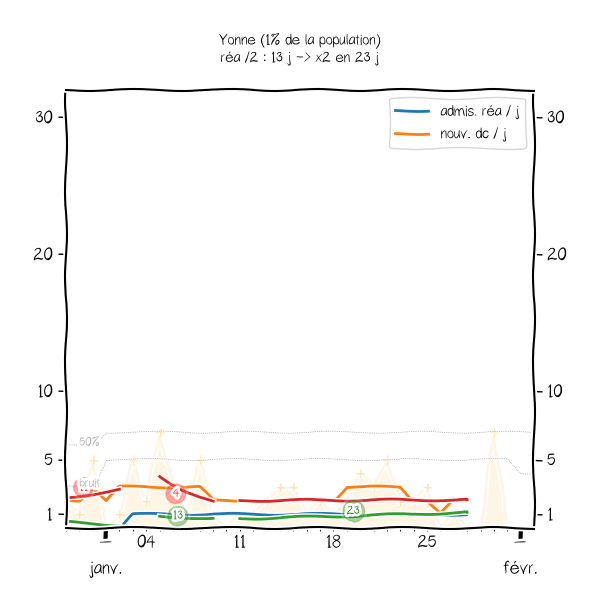 Yonne (1% de la population)
réa /2 : 13 j -> x2 en 23 j
admis. réa / j
nouv. dc / j
30
30
20
20
10
10
50%
5
5
bruit
4
13
23
1
1
04
11
18
25
janv.
févr.